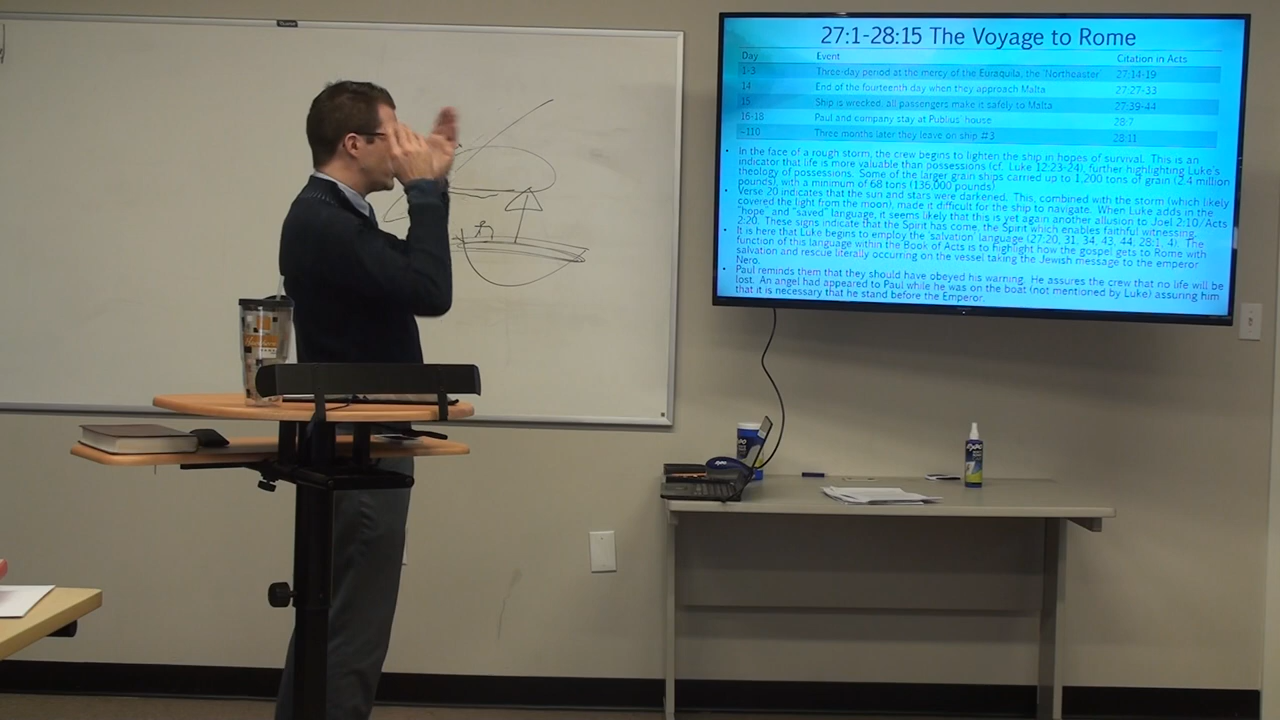 27:1-28:15 The Voyage to Rome
Day Event Citation in Acts
1-3 Three-day period at the mercy of the Euraquila, the 'Northeaster' 27:14-19
14 End of the fourteenth day when they approach Malta 27:27-33
15 Ship is wrecked, all passengers make it safely to Malta 27:39-44
16-18 Paul and company stay at Publius' house 28:7
~110 Three months later they leave on ship #3 28:11
• In the face of a rough storm, the crew begins to lighten the ship in hopes of survival. This is an
indicator that life is more valuable than possessions (cf. Luke 12:23-24), further highlighting Luke's
theology of possessions. Some of the larger grain ships carried up to 1,200 tons of grain (2.4 million
pounds), with a minimum of 68 tons (136,000 pounds)
• Verse 20 indicates that the sun and stars were darkened. This, combined with the storm (which likely
covered the light from the moon), made it difficult for the ship to navigate. When Luke adds in the
"hope" and "saved" language, it seems likely that this is yet again another allusion to Joel 2:10/Acts
2:20. These signs indicate that the Spirit has come, the Spirit which enables faithful witnessing.
• It is here that Luke begins to employ the 'salvation' language (27:20, 31, 34, 43, 44, 28:1, 4). The
function of this language within the Book of Acts is to highlight how the gospel gets to Rome with
salvation and rescue literally occurring on the vessel taking the Jewish message to the emperor
Nero.
• Paul reminds them that they should have obeyed his warning. He assures the crew that no life will be
lost. An angel had appeared to Paul while he was on the boat (not mentioned by Luke) assuring him
that it is necessary that he stand before the Emperor.